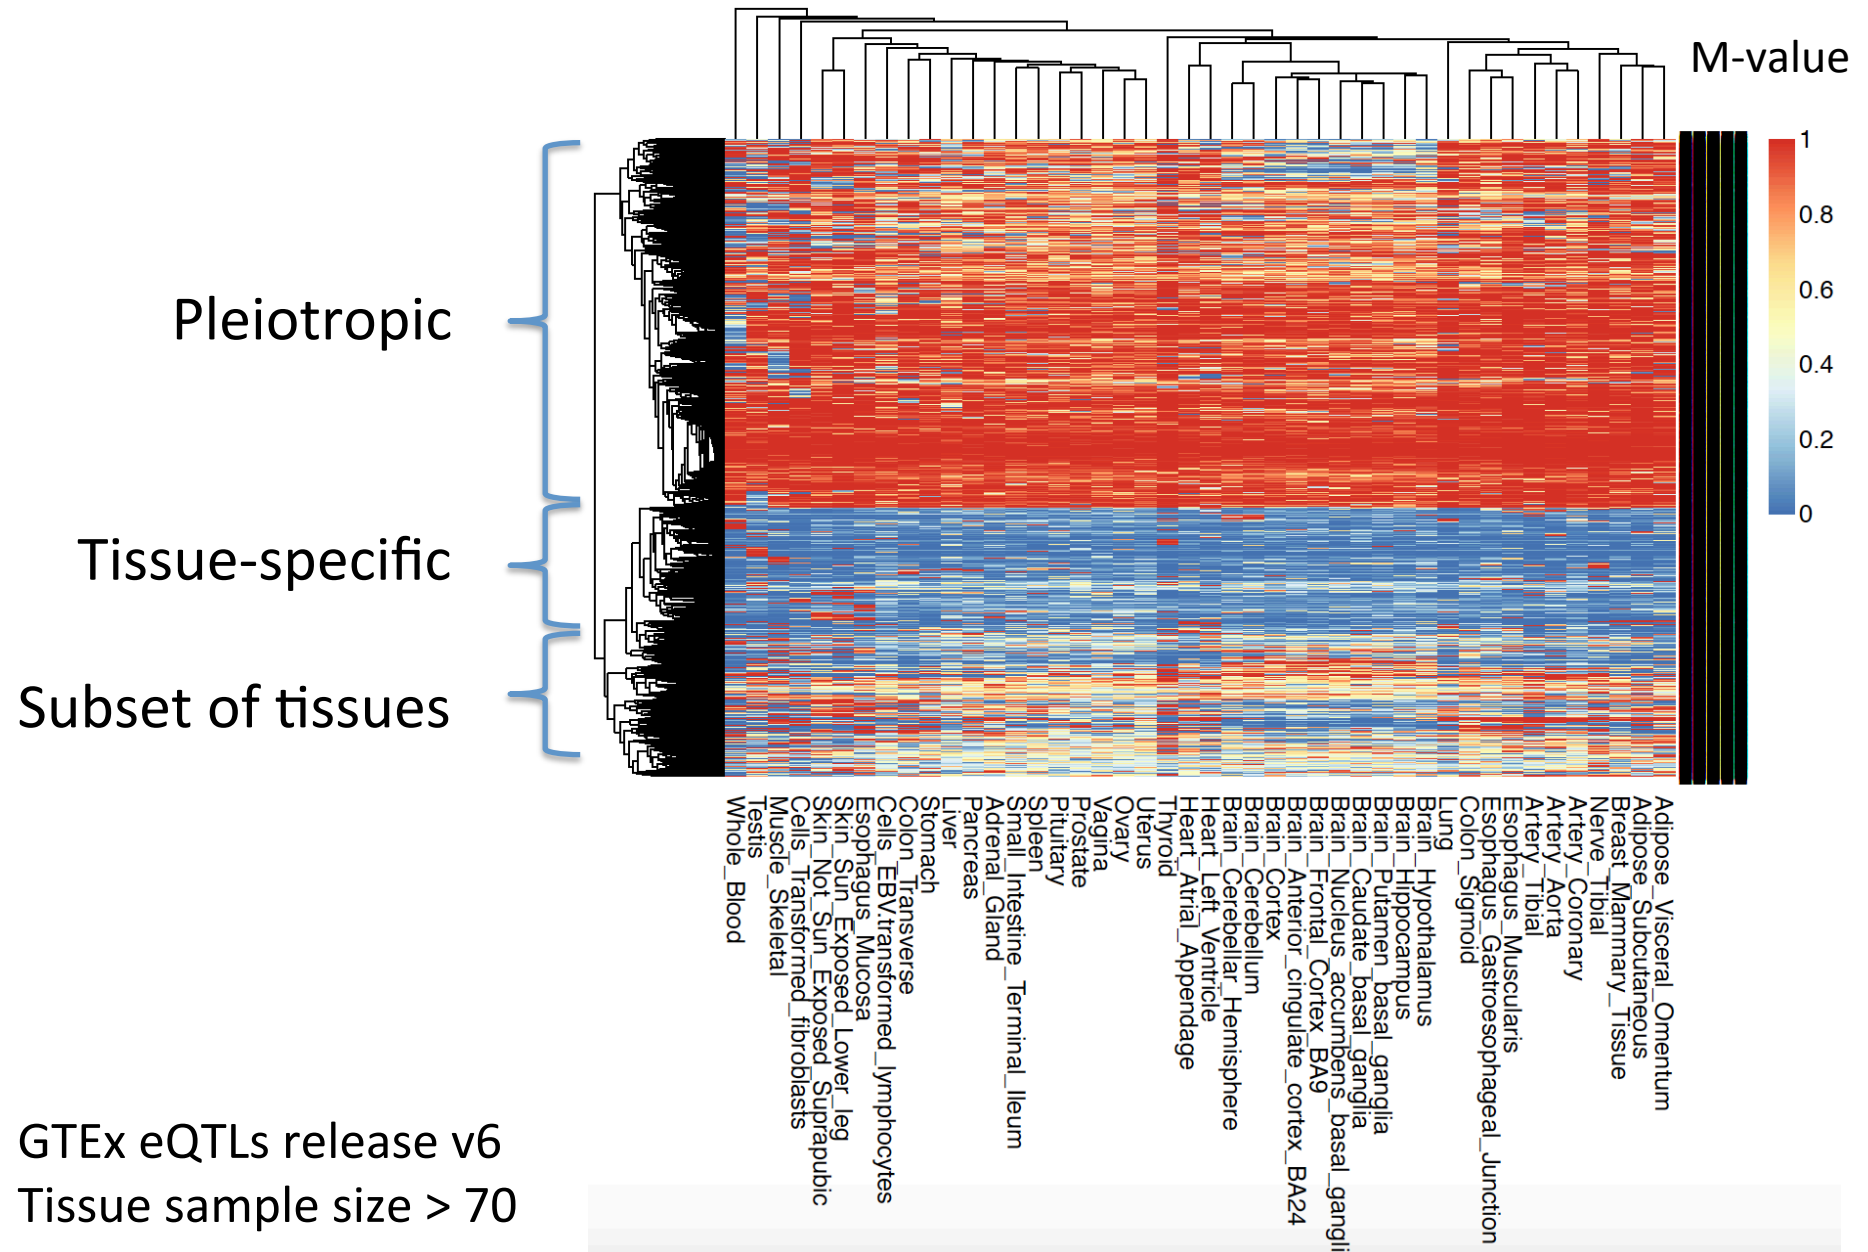 M-value
1
0.8
0.6
0.4
0.2
0
Pleiotropic
Tissue-specific
Subset of tissues
Whole_Blood
Testis
Muscle_Skeletal
Cells_Transformed_fibroblasts
Skin_Not_Sun_Exposed_Suprapubic
Skin_Sun_Exposed_Lower_leg
Esophagus_Mucosa
Cells_EBV.transformed_lymphocytes
Colon_Transverse
Stomach
Liver
Pancreas
Adrenal_Gland
Small_Intestine_Terminal_Ileum
Spleen
Pituitary
Prostate
Vagina
Ovary
Uterus
Thyroid
Heart_Atrial_Appendage
Heart_Left_Ventricle
Brain_Cerebellar_Hemisphere
Brain_Cerebellum
Brain_Cortex
Brain_Anterior_cingulate_cortex_BA24
Brain_Frontal_Cortex_BA9
Brain_Nucleus_accumbens_basal_gangli
Brain_Caudate_basal_ganglia
Brain_Putamen_basal_ganglia
Brain_Hippocampus
Brain_Hypothalamus
Lung
Colon_Sigmoid
Esophagus_Gastroesophageal_Junction
Esophagus_Muscularis
Artery_Tibial
Artery_Aorta
Artery_Coronary
Nerve_Tibial
Breast_Mammary_Tissue
Adipose_Subcutaneous
Adipose_Visceral_Omentum
GTEx eQTLs release v6
Tissue sample size > 70